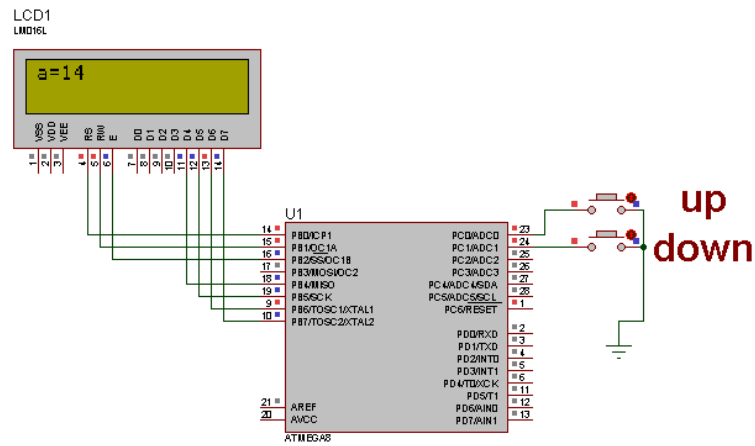 LCD1
LM016L
a=14
VSS
VDD
VEE
RS
RW
E
D0
D1
D2
D3
D4
D5
D6
D7
1
2
3
4
5
6
7
8
9
10
11
12
13
14
U1
14 PB0/ICP1 PC0/ADC0 23
15 PB1/OC1A PC1/ADC1 24
16 PB2/SS/OC1B PC2/ADC2 25
17 PB3/MOSI/OC2 PC3/ADC3 26
18 PB4/MISO PC4/ADC4/SDA 27
19 PB5/SCK PC5/ADC5/SCL 28
9 PB6/TOSC1/XTAL1 PC6/RESET 1
10 PB7/TOSC2/XTAL2
PD0/RXD 2
PD1/TXD 3
PD2/INT0 4
PD3/INT1 5
PD4/T0/XCK 6
PD5/T1 11
21 AREF PD6/AIN0 12
20 AVCC PD7/AIN1 13
ATMEGA8
up
down